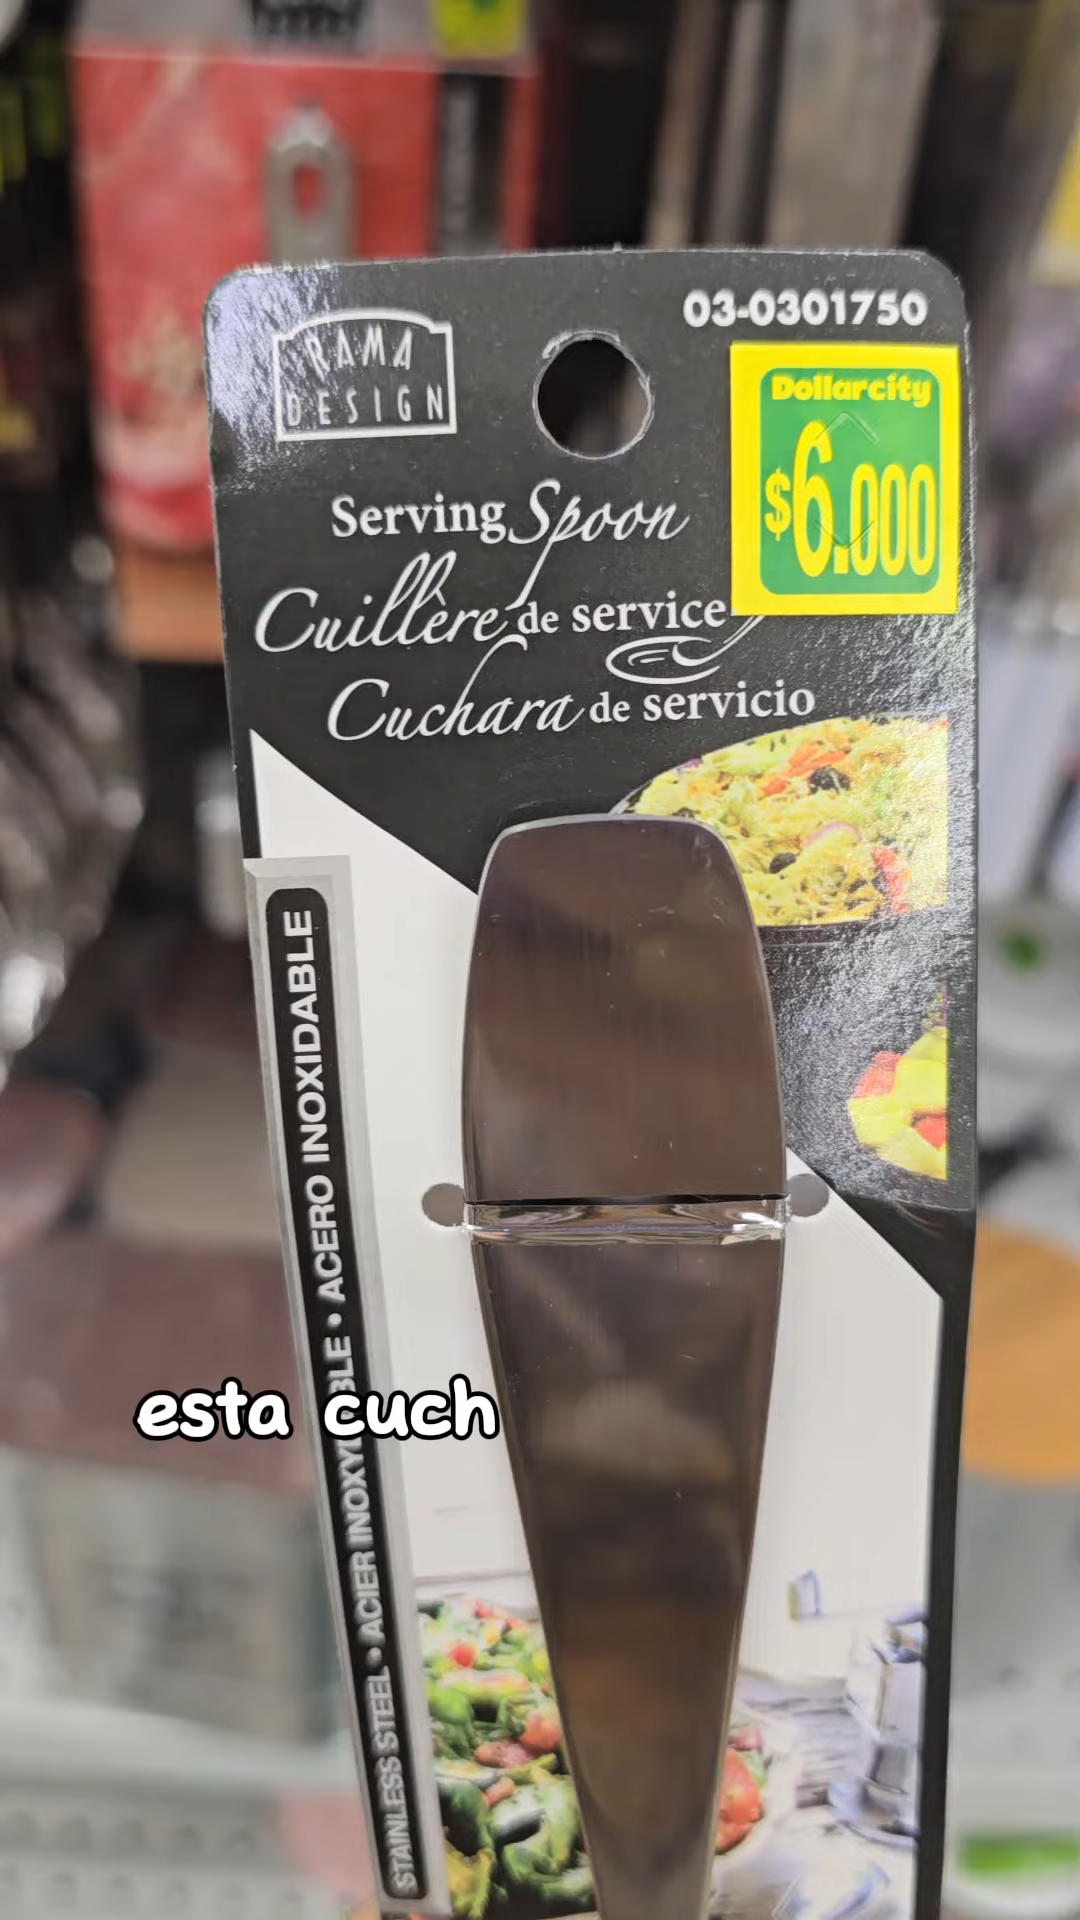 03-0301750
RAMA
DESIGN
Dollarcity
$6.000
Serving Spoon
Cuillère de service
Cuchara de servicio
STAINLESS STEEL • ACIER INOXYDABLE • ACERO INOXIDABLE
esta cuch